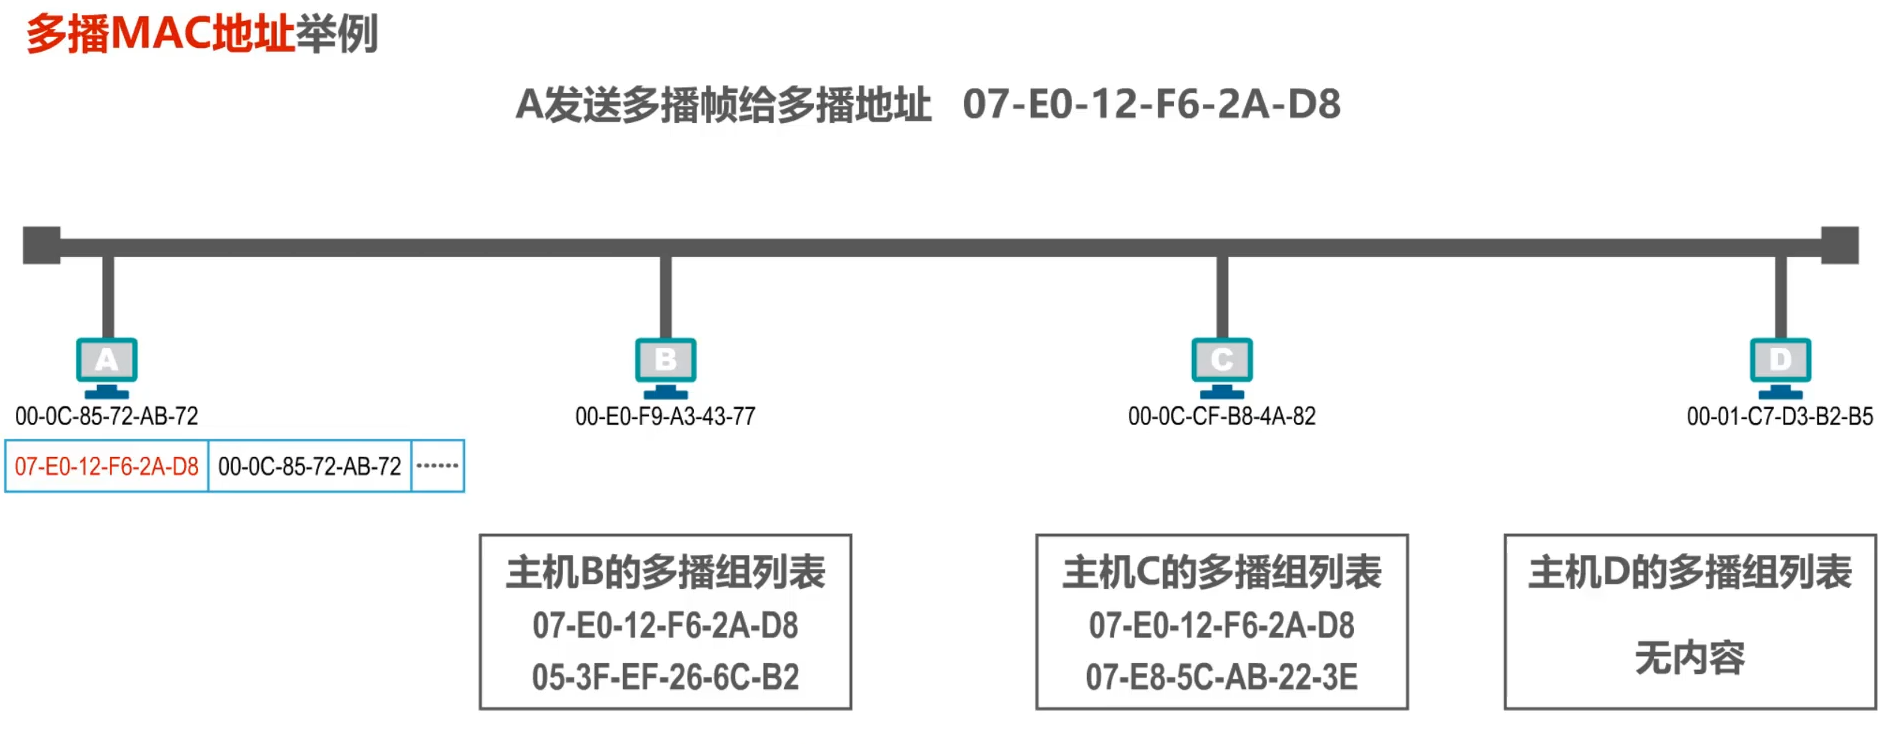 多播MAC地址举例
A发送多播帧给多播地址 07-E0-12-F6-2A-D8
A
B
C
D
00-0C-85-72-AB-72
00-E0-F9-A3-43-77
00-0C-CF-B8-4A-82
00-01-C7-D3-B2-B5
07-E0-12-F6-2A-D8 00-0C-85-72-AB-72 ······
主机B的多播组列表
07-E0-12-F6-2A-D8
05-3F-EF-26-6C-B2
主机C的多播组列表
07-E0-12-F6-2A-D8
07-E8-5C-AB-22-3E
主机D的多播组列表
无内容